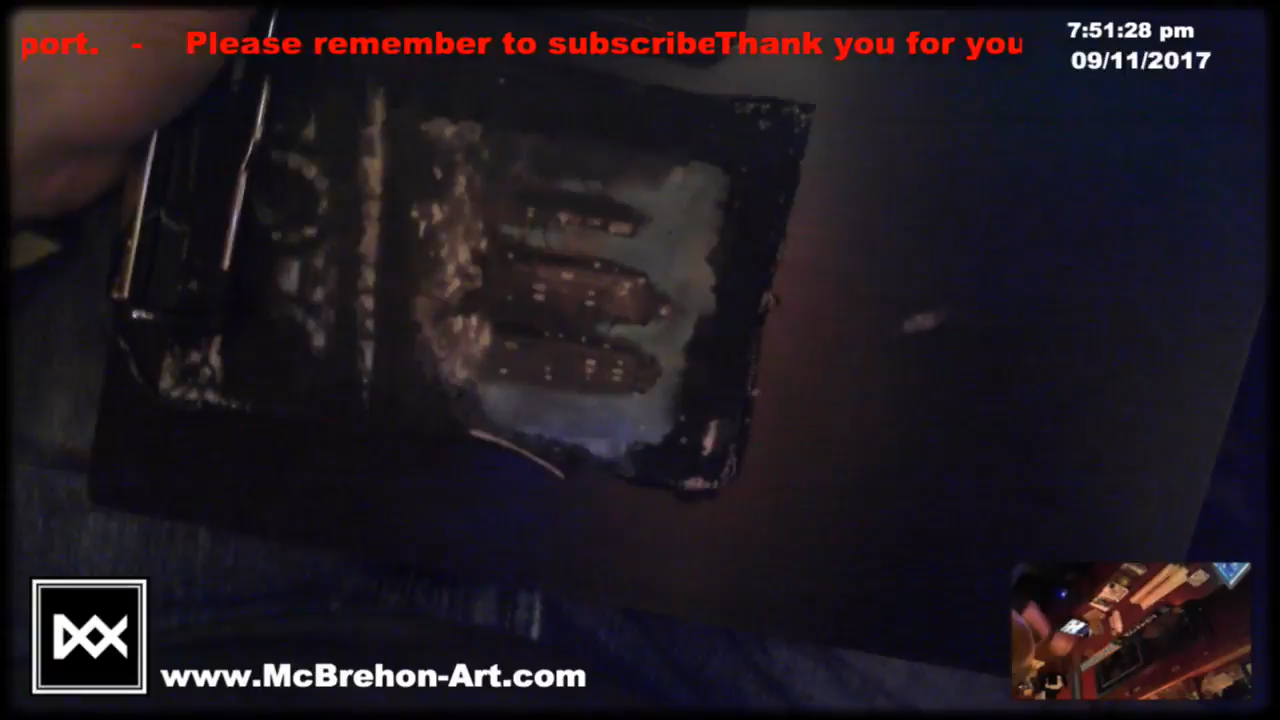 port. - Please remember to subscribeThank you for you
7:51:28 pm
09/11/2017
www.McBrehon-Art.com